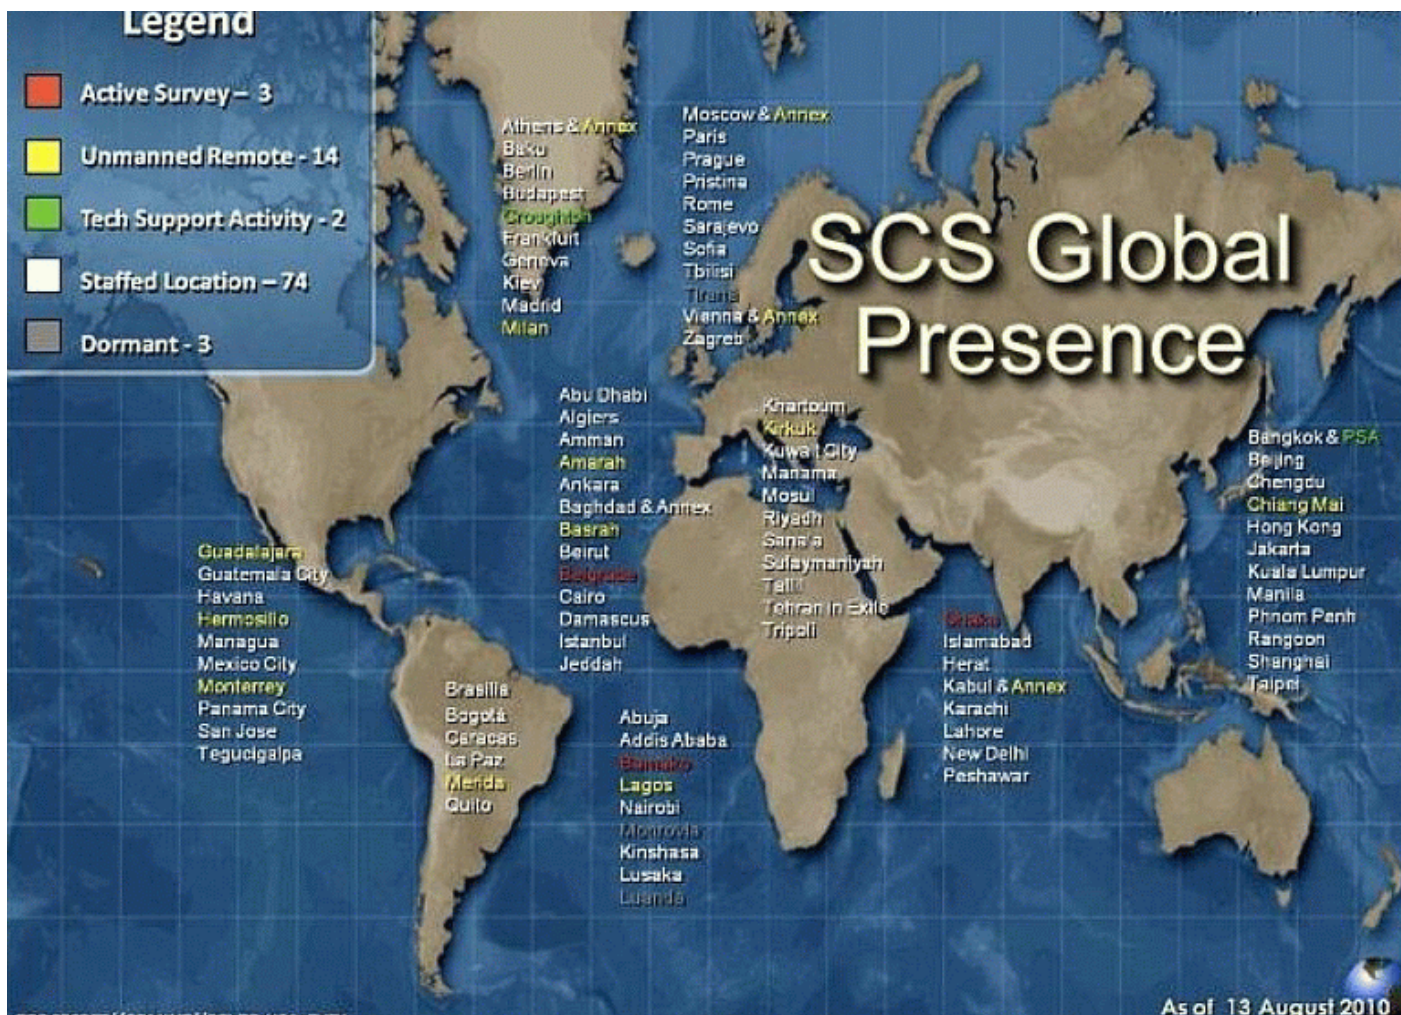 Legend
Active Survey – 3
Unmanned Remote - 14
Tech Support Activity - 2
Staffed Location – 74
Dormant - 3
SCS Global
Presence
Athens & Annex
Baku
Berlin
Budapest
Croughton
Frankfurt
Geneva
Kiev
Madrid
Milan
Moscow & Annex
Paris
Prague
Pristina
Rome
Sarajevo
Sofia
Tbilisi
Tirana
Vienna & Annex
Zagreb
Abu Dhabi
Algiers
Amman
Amarah
Ankara
Baghdad & Annex
Basrah
Beirut
Belgrade
Cairo
Damascus
Istanbul
Jeddah
Khartoum
Kirkuk
Kuwait City
Manama
Mosul
Riyadh
Sana'a
Sulaymaniyah
Talil
Tehran in Exile
Tripoli
Bangkok & PSA
Beijing
Chengdu
Chiang Mai
Hong Kong
Jakarta
Kuala Lumpur
Manila
Phnom Penh
Rangoon
Shanghai
Taipei
Guadalajara
Guatemala City
Havana
Hermosillo
Managua
Mexico City
Monterrey
Panama City
San Jose
Tegucigalpa
Brasilia
Bogotá
Caracas
La Paz
Merida
Quito
Abuja
Addis Ababa
Bamako
Lagos
Nairobi
Monrovia
Kinshasa
Lusaka
Luanda
Dhaka
Islamabad
Herat
Kabul & Annex
Karachi
Lahore
New Delhi
Peshawar
As of 13 August 2010